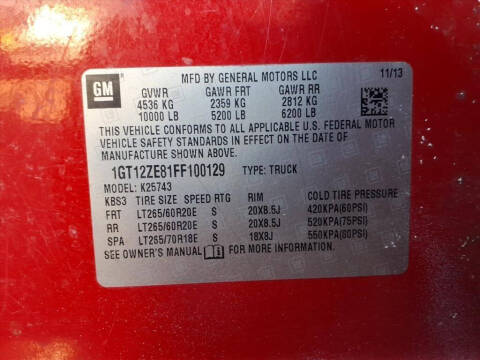 MFD BY GENERAL MOTORS LLC 11/13
GM GVWR GAWR FRT GAWR RR
4536 KG 2359 KG 2812 KG
10000 LB 5200 LB 6200 LB
THIS VEHICLE CONFORMS TO ALL APPLICABLE U.S. FEDERAL MOTOR
VEHICLE SAFETY STANDARDS IN EFFECT ON THE DATE OF
MANUFACTURE SHOWN ABOVE.
1GT12ZE81FF100129 TYPE: TRUCK
MODEL: K25743
KBS3 TIRE SIZE SPEED RTG RIM COLD TIRE PRESSURE
FRT LT265/60R20E S 20X8.5J 420KPA(60PSI)
RR LT265/60R20E S 20X8.5J 520KPA(75PSI)
SPA LT265/70R18E S 18X8J 550KPA(80PSI)
SEE OWNER'S MANUAL FOR MORE INFORMATION.